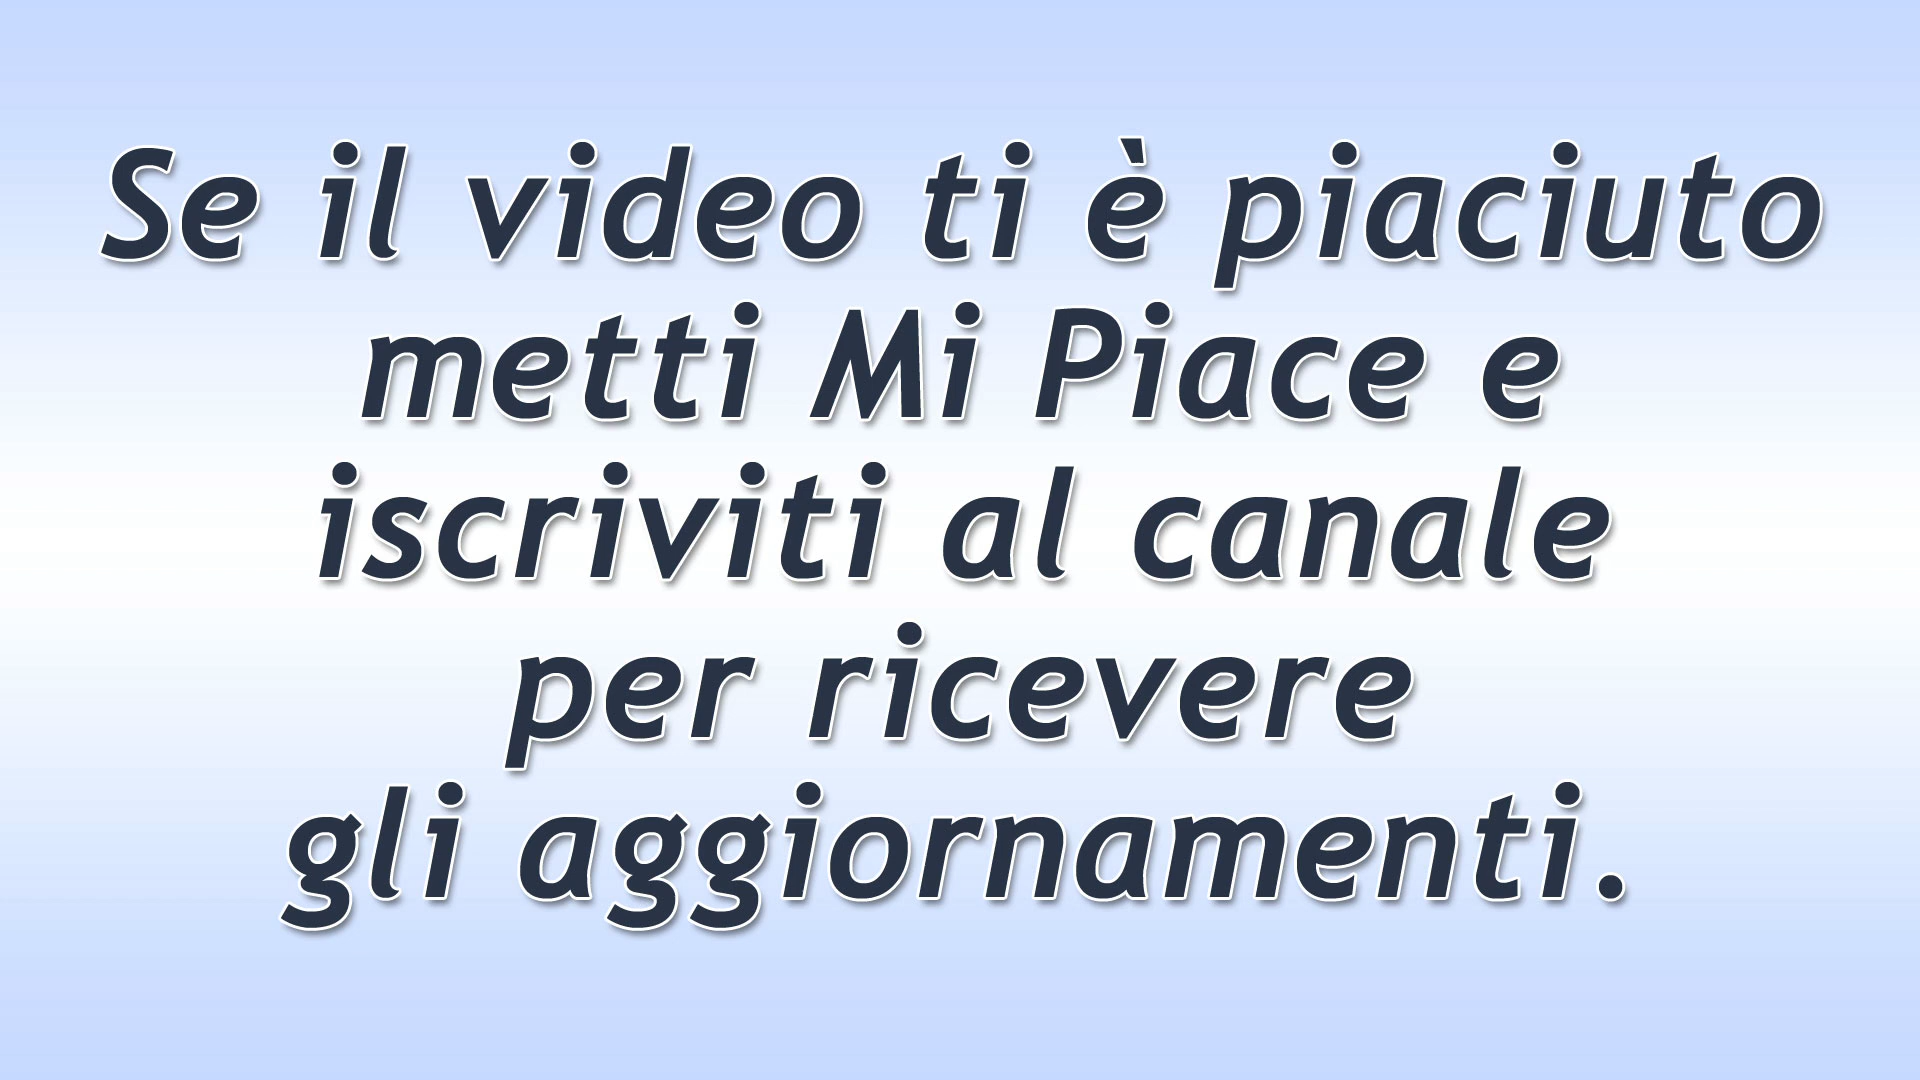 Se il video ti è piaciuto
metti Mi Piace e
iscriviti al canale
per ricevere
gli aggiornamenti.